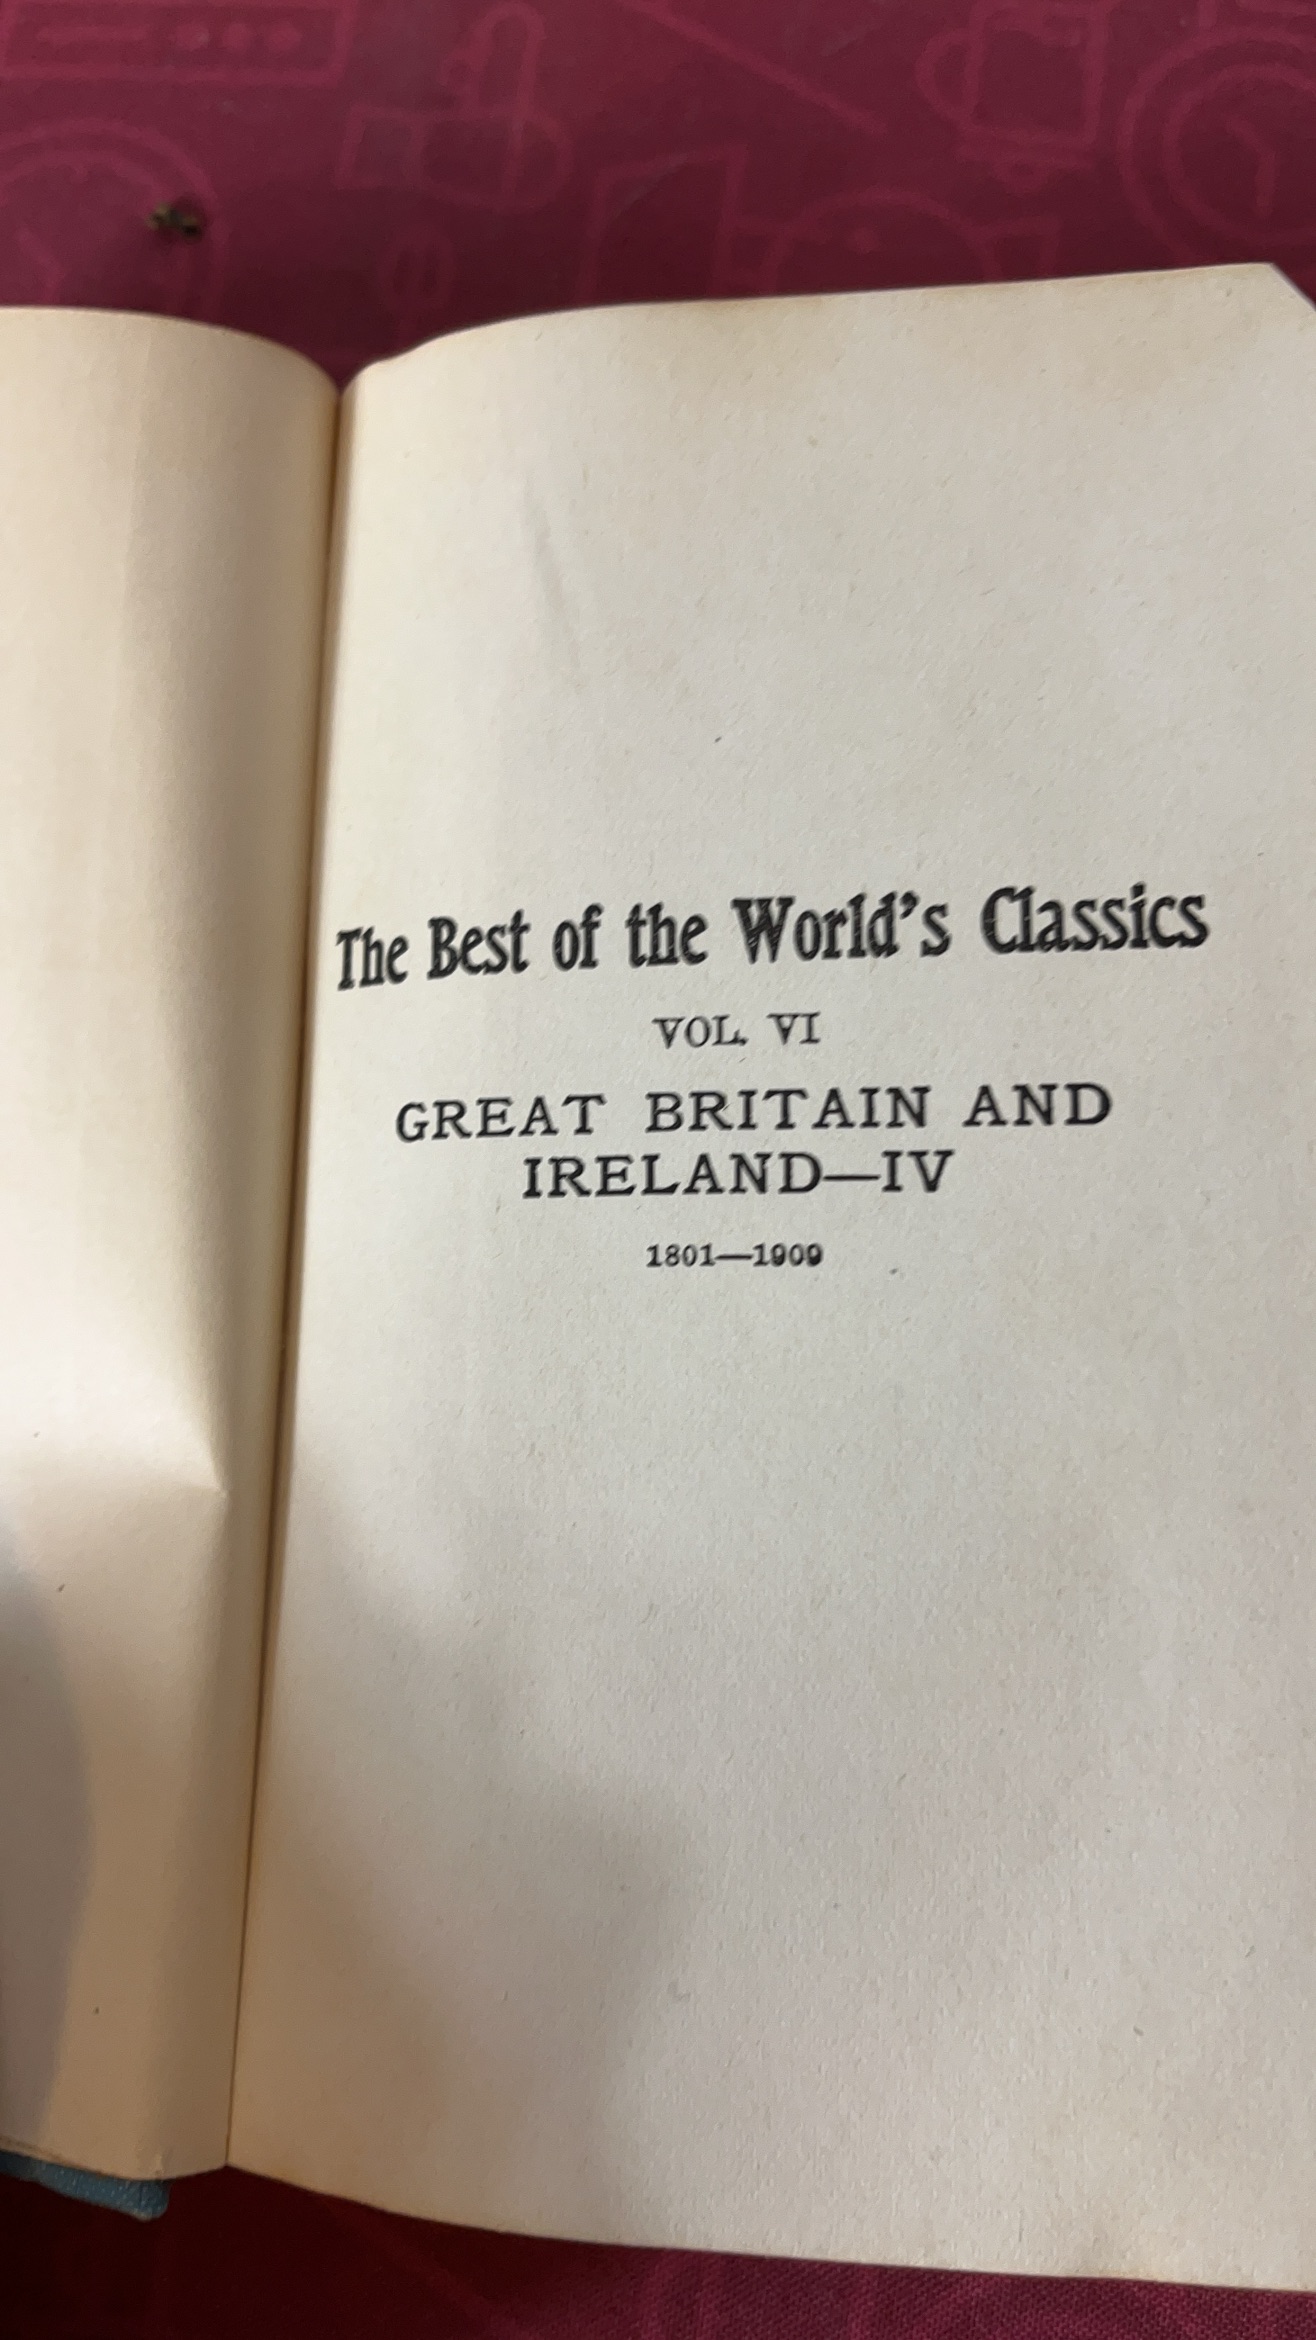 The Best of the World's Classics
VOL. VI
GREAT BRITAIN AND
IRELAND—IV
1801—1909